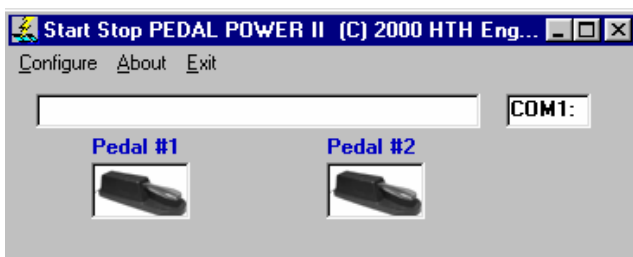 Start Stop PEDAL POWER II (C) 2000 HTH Eng...
Configure About Exit
COM1:
Pedal #1 Pedal #2